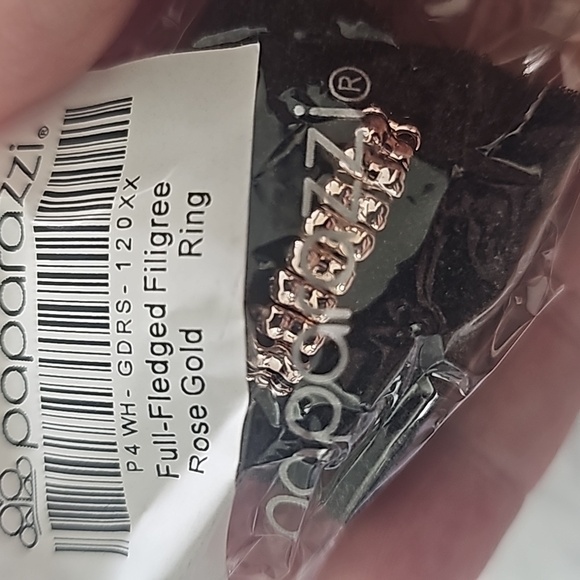 paparazzi®
P4WH-GDRS-120XX
Full-Fledged Filigree
Rose Gold Ring
paparazzi®